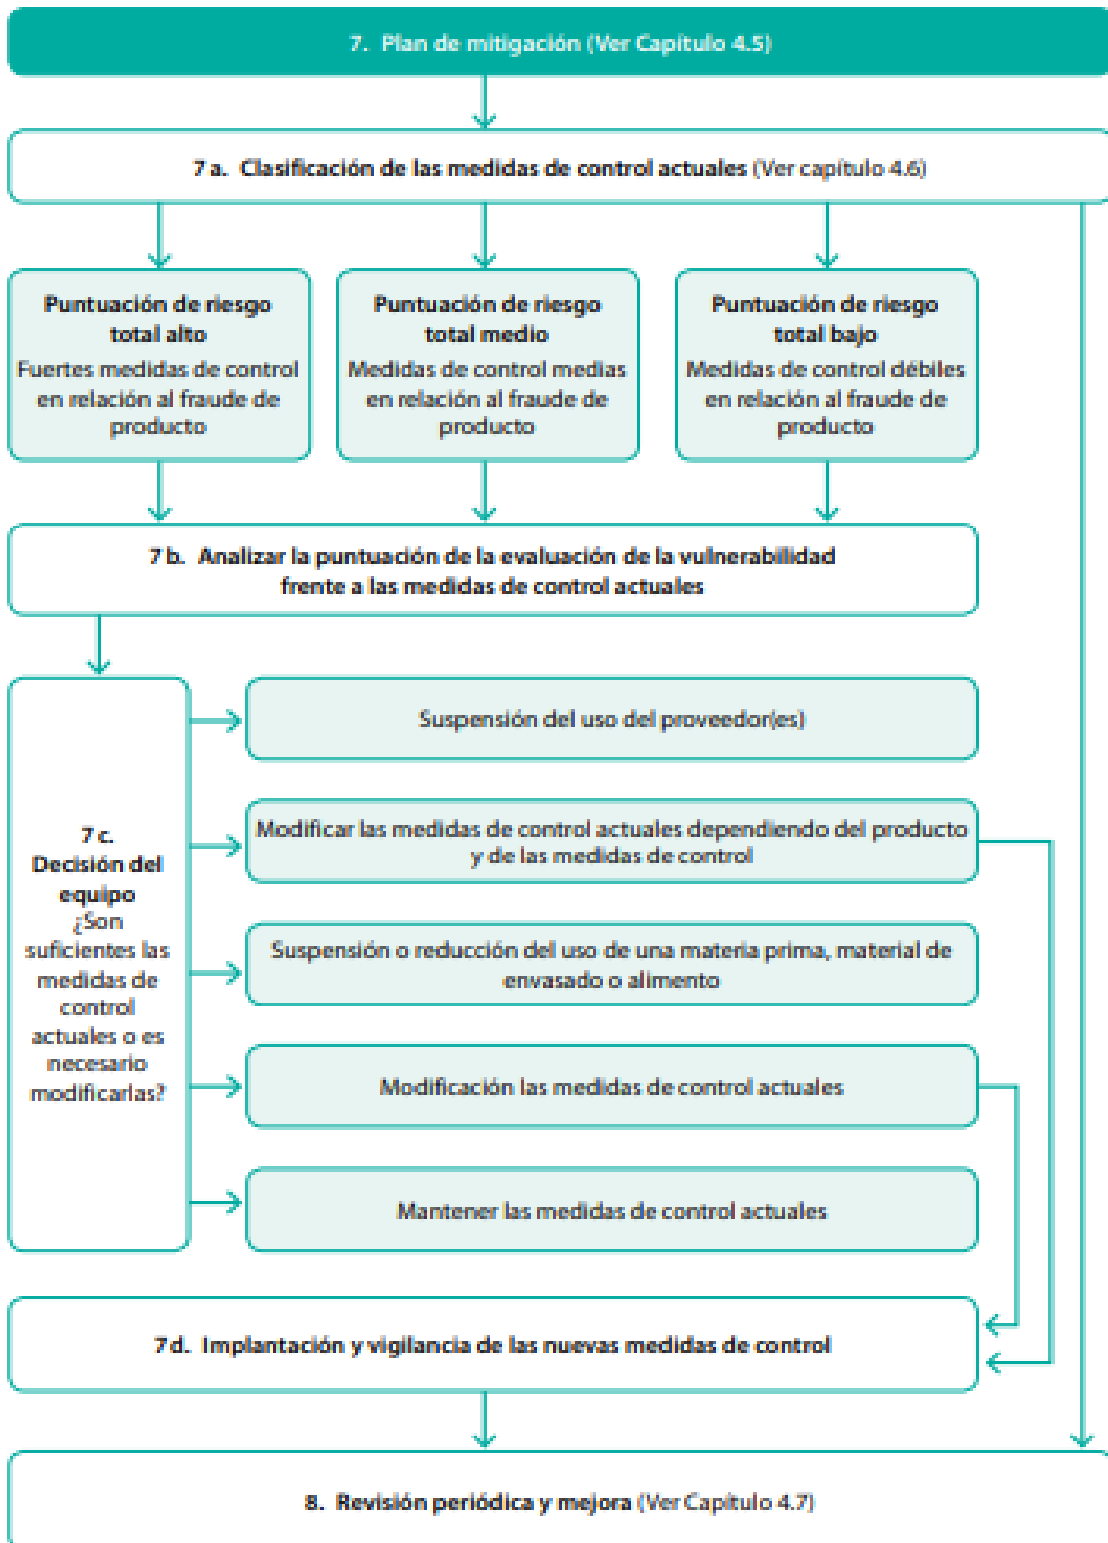 7. Plan de mitigación (Ver Capítulo 4.5)
7 a. Clasificación de las medidas de control actuales (Ver capítulo 4.6)
Puntuación de riesgo
total alto
Fuertes medidas de control
en relación al fraude de
producto
Puntuación de riesgo
total medio
Medidas de control medias
en relación al fraude de
producto
Puntuación de riesgo
total bajo
Medidas de control débiles
en relación al fraude de
producto
7 b. Analizar la puntuación de la evaluación de la vulnerabilidad
frente a las medidas de control actuales
7 c.
Decisión del
equipo
¿Son
suficientes las
medidas de
control
actuales o es
necesario
modificarlas?
Suspensión del uso del proveedor(es)
Modificar las medidas de control actuales dependiendo del producto
y de las medidas de control
Suspensión o reducción del uso de una materia prima, material de
envasado o alimento
Modificación las medidas de control actuales
Mantener las medidas de control actuales
7 d. Implantación y vigilancia de las nuevas medidas de control
8. Revisión periódica y mejora (Ver Capítulo 4.7)